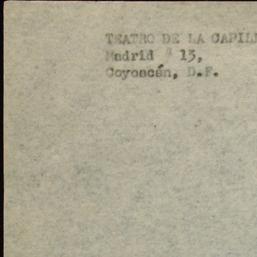 TEATRO DE LA CAPILL
Madrid # 13,
Coyoacán, D.F.